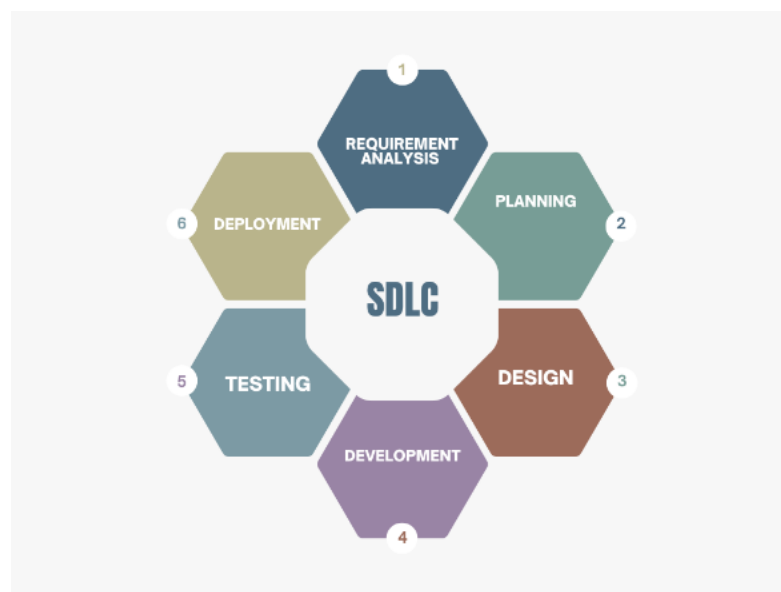 1
REQUIREMENT
ANALYSIS
PLANNING
2
DESIGN
3
DEVELOPMENT
4
TESTING
5
DEPLOYMENT
6
SDLC